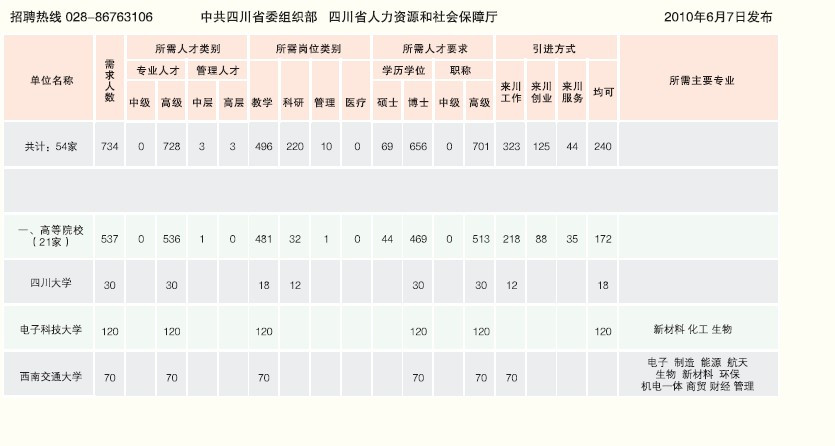 招聘热线 028-86763106 中共四川省委组织部 四川省人力资源和社会保障厅 2010年6月7日发布
单位名称 需求人数 所需人才类别 所需岗位类别 所需人才要求 引进方式 所需主要专业
专业人才 管理人才 学历学位 职称
中级 高级 中层 高层 教学 科研 管理 医疗 硕士 博士 中级 高级 来川工作 来川创业 来川服务 均可
共计：54家 734 0 728 3 3 496 220 10 0 69 656 0 701 323 125 44 240
一、高等院校
（21家） 537 0 536 1 0 481 32 1 0 44 469 0 513 218 88 35 172
四川大学 30 30 18 12 30 30 12 18
电子科技大学 120 120 120 120 120 120 新材料 化工 生物
西南交通大学 70 70 70 70 70 70 电子 制造 能源 航天
生物 新材料 环保
机电一体 商贸 财经 管理